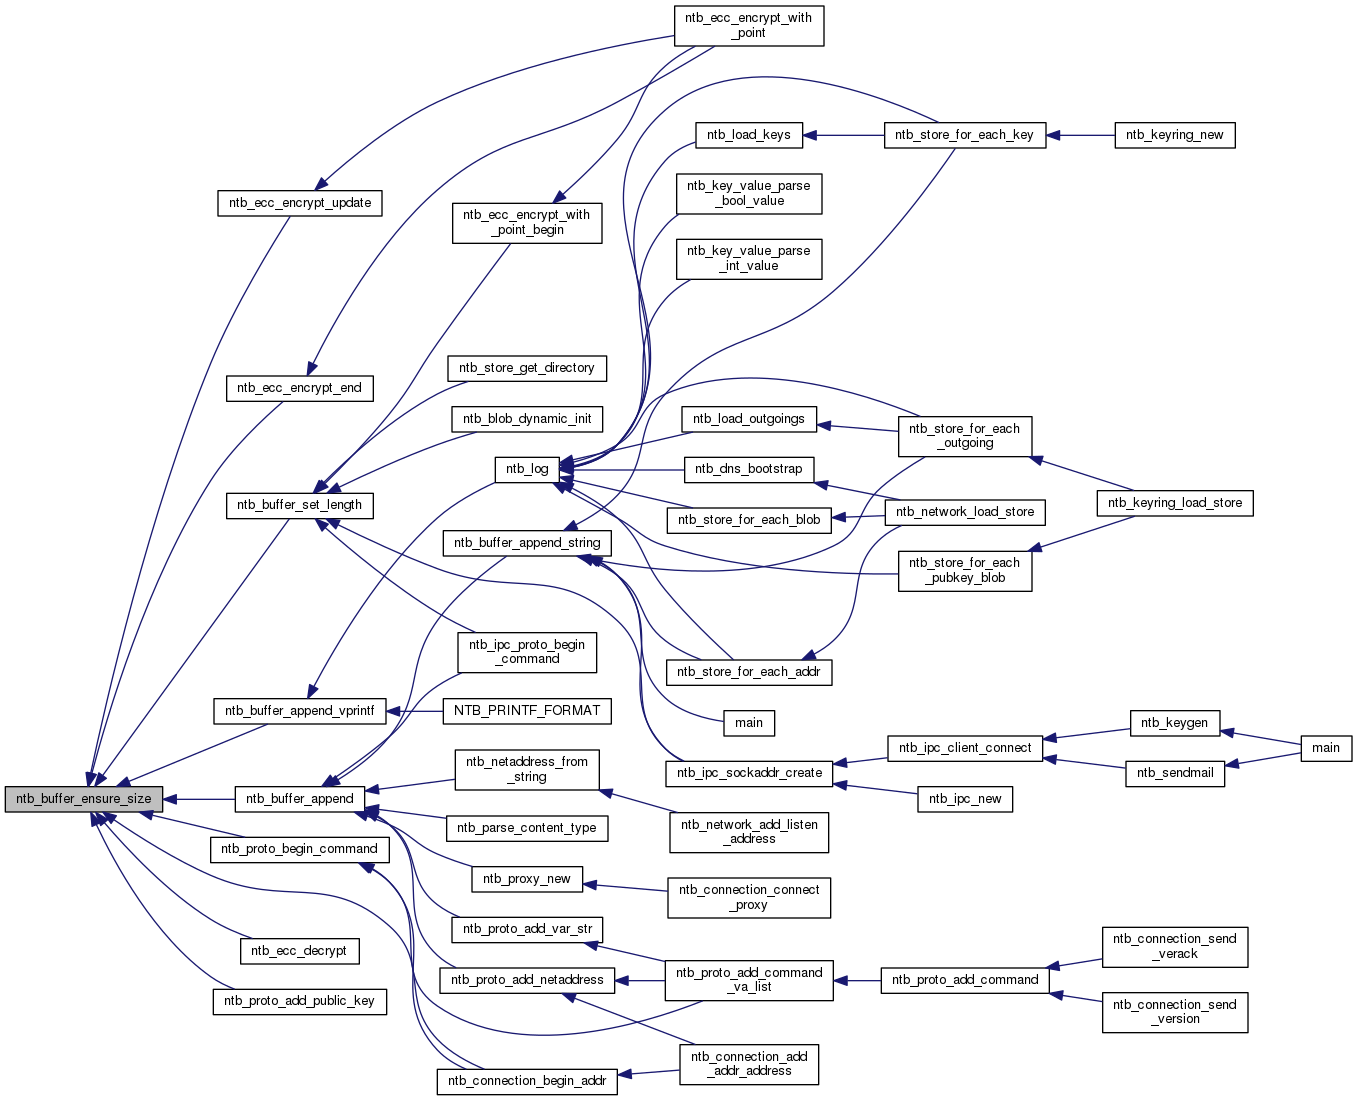 ntb_ecc_encrypt_with
_point
ntb_load_keys
ntb_store_for_each_key
ntb_keyring_new
ntb_key_value_parse
_bool_value
ntb_ecc_encrypt_update
ntb_ecc_encrypt_with
_point_begin
ntb_key_value_parse
_int_value
ntb_store_get_directory
ntb_ecc_encrypt_end
ntb_blob_dynamic_init
ntb_load_outgoings
ntb_store_for_each
_outgoing
ntb_log
ntb_dns_bootstrap
ntb_buffer_set_length
ntb_store_for_each_blob
ntb_network_load_store
ntb_keyring_load_store
ntb_buffer_append_string
ntb_store_for_each
_pubkey_blob
ntb_ipc_proto_begin
_command
ntb_store_for_each_addr
ntb_buffer_append_vprintf
NTB_PRINTF_FORMAT
main
ntb_keygen
ntb_ipc_client_connect
main
ntb_netaddress_from
_string
ntb_ipc_sockaddr_create
ntb_sendmail
ntb_buffer_ensure_size
ntb_buffer_append
ntb_ipc_new
ntb_parse_content_type
ntb_network_add_listen
_address
ntb_proto_begin_command
ntb_proxy_new
ntb_connection_connect
_proxy
ntb_proto_add_var_str
ntb_ecc_decrypt
ntb_connection_send
_verack
ntb_proto_add_netaddress
ntb_proto_add_command
_va_list
ntb_proto_add_command
ntb_proto_add_public_key
ntb_connection_send
_version
ntb_connection_add
_addr_address
ntb_connection_begin_addr